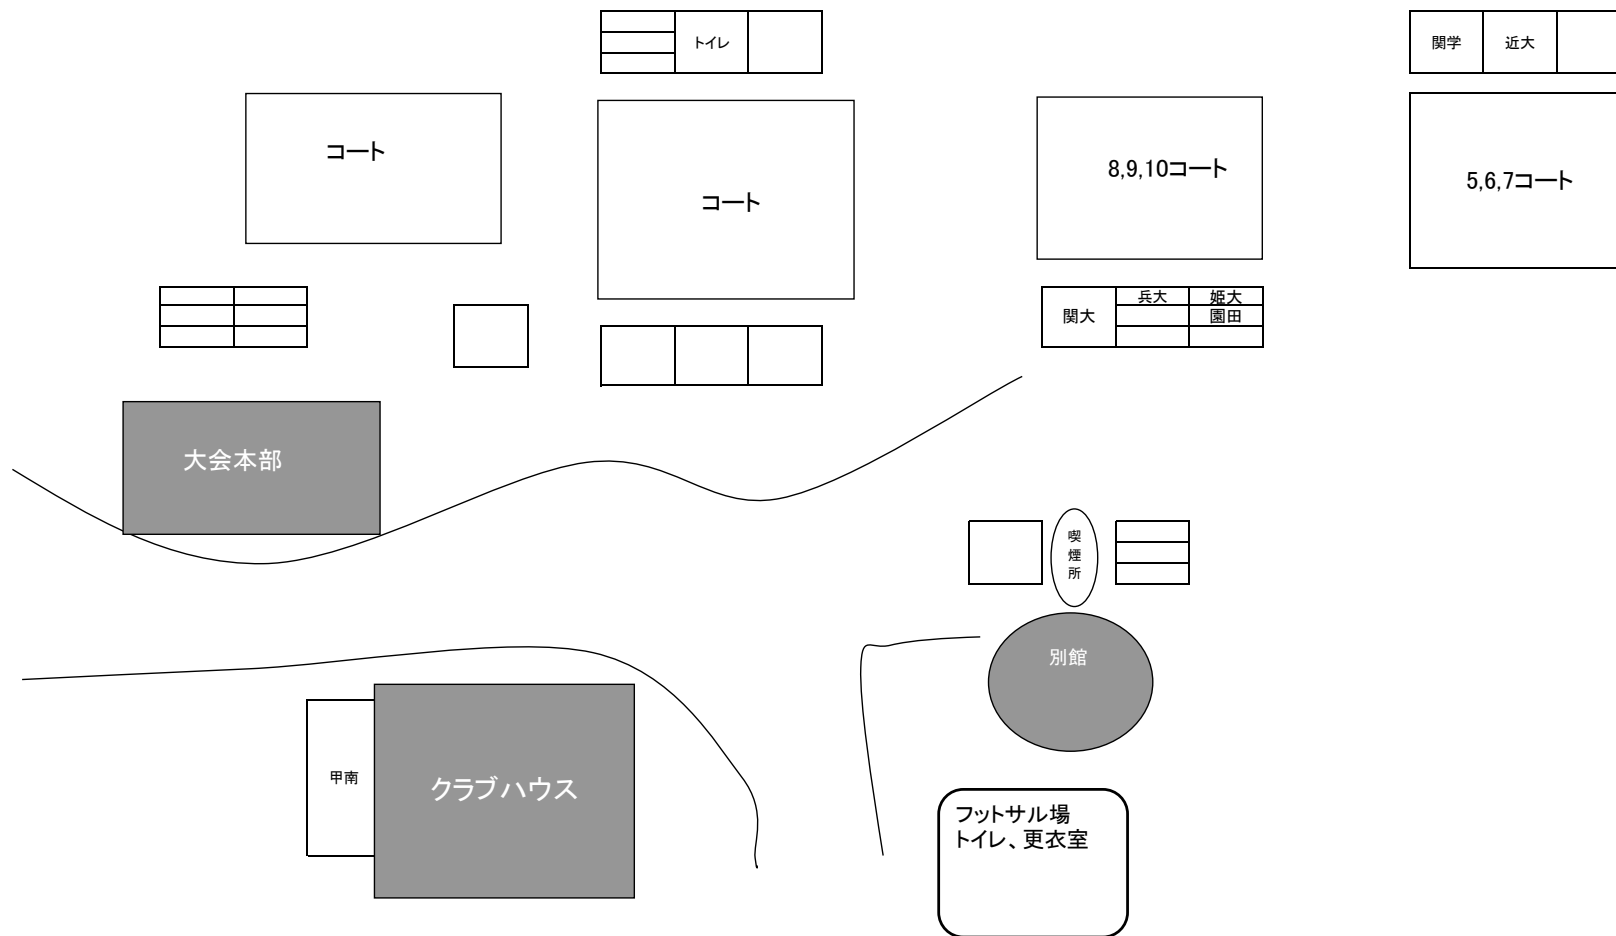 トイレ
関学
近大
コート
コート
8,9,10コート
5,6,7コート
関大
兵大
姫大
園田
大会本部
喫
煙
所
別館
甲南
クラブハウス
フットサル場
トイレ、更衣室